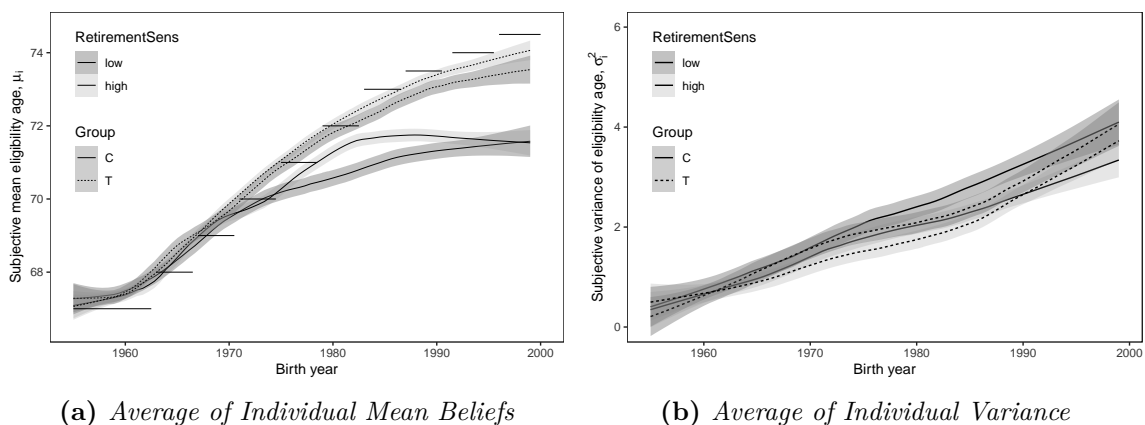 RetirementSens
low
high
Group
C
T
Subjective mean eligibility age, μi
74
72
70
68
1960
1970
1980
1990
2000
Birth year
(a) Average of Individual Mean Beliefs
RetirementSens
low
high
Group
C
T
Subjective variance of eligibility age, σi²
6
4
2
0
1960
1970
1980
1990
2000
Birth year
(b) Average of Individual Variance